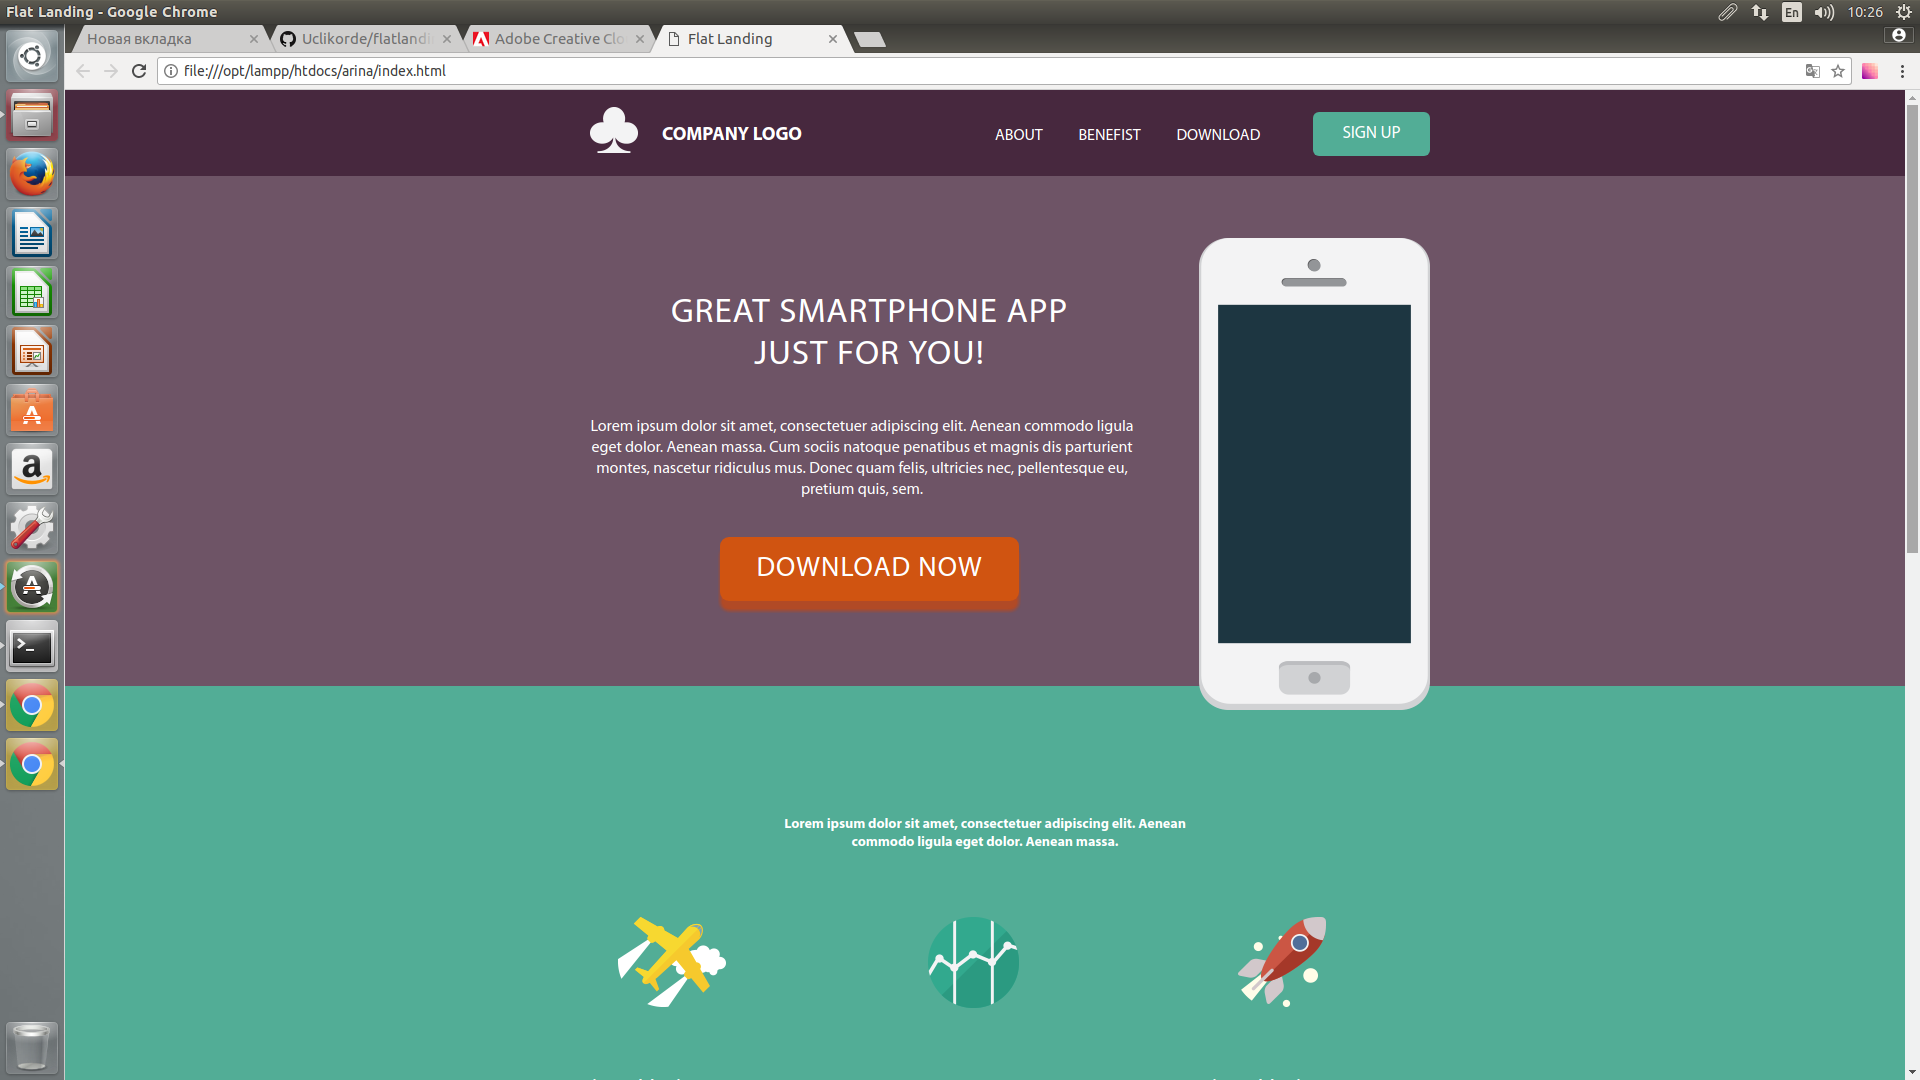 Flat Landing - Google Chrome
En
10:26
Новая вкладка
Uclikorde/flatlandi
Adobe Creative Clo
Flat Landing
file:///opt/lampp/htdocs/arina/index.html
COMPANY LOGO
ABOUT
BENEFIST
DOWNLOAD
SIGN UP
GREAT SMARTPHONE APP
JUST FOR YOU!
Lorem ipsum dolor sit amet, consectetuer adipiscing elit. Aenean commodo ligula
eget dolor. Aenean massa. Cum sociis natoque penatibus et magnis dis parturient
montes, nascetur ridiculus mus. Donec quam felis, ultricies nec, pellentesque eu,
pretium quis, sem.
DOWNLOAD NOW
Lorem ipsum dolor sit amet, consectetuer adipiscing elit. Aenean
commodo ligula eget dolor. Aenean massa.